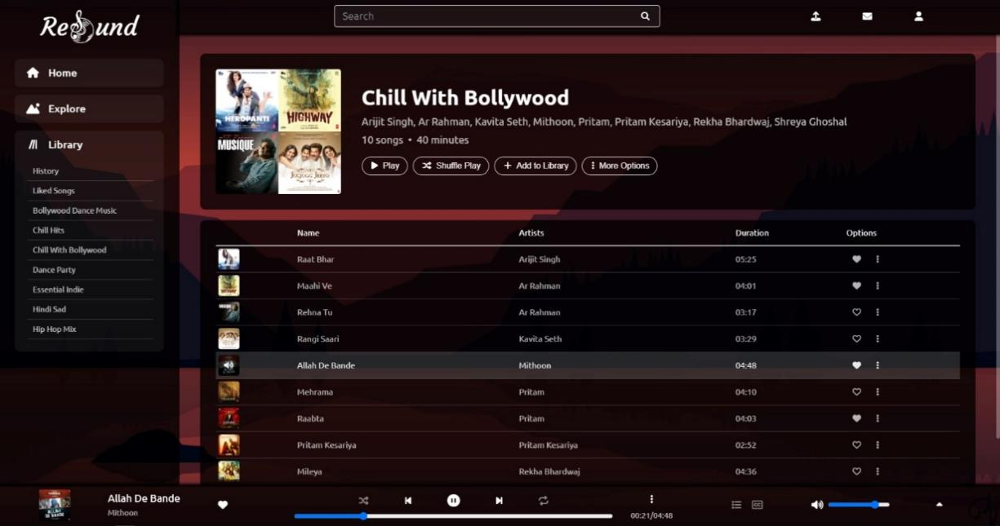 ReSound
Search
Home
Explore
Library
History
Liked Songs
Bollywood Dance Music
Chill Hits
Chill With Bollywood
Dance Party
Essential Indie
Hindi Sad
Hip Hop Mix
HEROPANTI
HIGHWAY
MUSIQUE
JUGJUGG JEEYO
Chill With Bollywood
Arijit Singh, Ar Rahman, Kavita Seth, Mithoon, Pritam, Pritam Kesariya, Rekha Bhardwaj, Shreya Ghoshal
10 songs • 40 minutes
Play Shuffle Play + Add to Library More Options
Name Artists Duration Options
Raat Bhar Arijit Singh 05:25
Maahi Ve Ar Rahman 04:01
Rehna Tu Ar Rahman 03:17
Rangi Saari Kavita Seth 03:29
Allah De Bande Mithoon 04:48
Mehrama Pritam 04:10
Raabta Pritam 04:03
Pritam Kesariya Pritam Kesariya 02:52
Mileya Rekha Bhardwaj 04:36
ALLAH
DE BANDE
Allah De Bande
Mithoon
00:21/04:48
CC